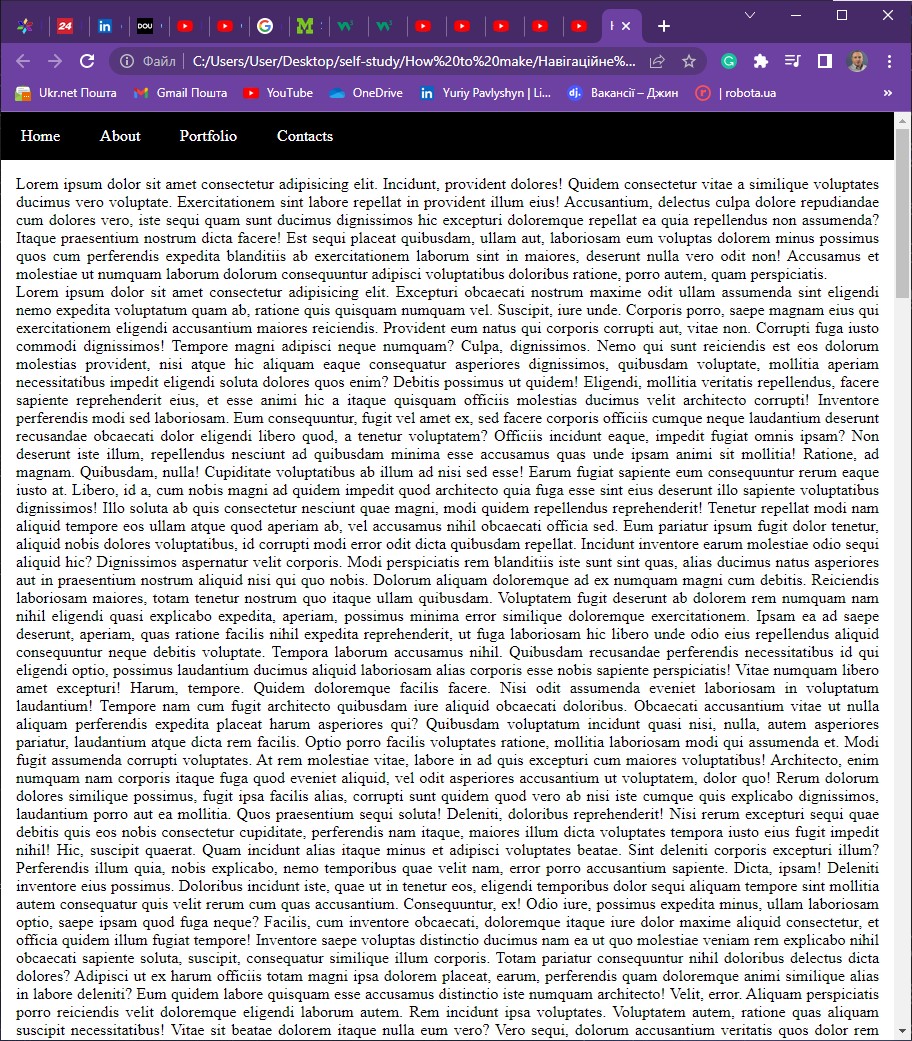 24
in
DOU
G
M
Файл
C:/Users/User/Desktop/self-study/How%20to%20make/Навігаційне%...
Ukr.net Пошта Gmail Пошта YouTube OneDrive Yuriy Pavlyshyn | Li... Вакансії – Джин | robota.ua »
Home About Portfolio Contacts
Lorem ipsum dolor sit amet consectetur adipisicing elit. Incidunt, provident dolores! Quidem consectetur vitae a similique voluptates
ducimus vero voluptate. Exercitationem sint labore repellat in provident illum eius! Accusantium, delectus culpa dolore repudiandae
cum dolores vero, iste sequi quam sunt ducimus dignissimos hic excepturi doloremque repellat ea quia repellendus non assumenda?
Itaque praesentium nostrum dicta facere! Est sequi placeat quibusdam, ullam aut, laboriosam eum voluptas dolorem minus possimus
quos cum perferendis expedita blanditiis ab exercitationem laborum sint in maiores, deserunt nulla vero odit non! Accusamus et
molestiae ut numquam laborum dolorum consequuntur adipisci voluptatibus doloribus ratione, porro autem, quam perspiciatis.
Lorem ipsum dolor sit amet consectetur adipisicing elit. Excepturi obcaecati nostrum maxime odit ullam assumenda sint eligendi
nemo expedita voluptatum quam ab, ratione quis quisquam numquam vel. Suscipit, iure unde. Corporis porro, saepe magnam eius qui
exercitationem eligendi accusantium maiores reiciendis. Provident eum natus qui corporis corrupti aut, vitae non. Corrupti fuga iusto
commodi dignissimos! Tempore magni adipisci neque numquam? Culpa, dignissimos. Nemo qui sunt reiciendis est eos dolorum
molestias provident, nisi atque hic aliquam eaque consequatur asperiores dignissimos, quibusdam voluptate, mollitia aperiam
necessitatibus impedit eligendi soluta dolores quos enim? Debitis possimus ut quidem! Eligendi, mollitia veritatis repellendus, facere
sapiente reprehenderit eius, et esse animi hic a itaque quisquam officiis molestias ducimus velit architecto corrupti! Inventore
perferendis modi sed laboriosam. Eum consequuntur, fugit vel amet ex, sed facere corporis officiis cumque neque laudantium deserunt
recusandae obcaecati dolor eligendi libero quod, a tenetur voluptatem? Officiis incidunt eaque, impedit fugiat omnis ipsam? Non
deserunt iste illum, repellendus nesciunt ad quibusdam minima esse accusamus quas unde ipsam animi sit mollitia! Ratione, ad
magnam. Quibusdam, nulla! Cupiditate voluptatibus ab illum ad nisi sed esse! Earum fugiat sapiente eum consequuntur rerum eaque
iusto at. Libero, id a, cum nobis magni ad quidem impedit quod architecto quia fuga esse sint eius deserunt illo sapiente voluptatibus
dignissimos! Illo soluta ab quis consectetur nesciunt quae magni, modi quidem repellendus reprehenderit! Tenetur repellat modi nam
aliquid tempore eos ullam atque quod aperiam ab, vel accusamus nihil obcaecati officia sed. Eum pariatur ipsum fugit dolor tenetur,
aliquid nobis dolores voluptatibus, id corrupti modi error odit dicta quibusdam repellat. Incidunt inventore earum molestiae odio sequi
aliquid hic? Dignissimos aspernatur velit corporis. Modi perspiciatis rem blanditiis iste sunt sint quas, alias ducimus natus asperiores
aut in praesentium nostrum aliquid nisi qui quo nobis. Dolorum aliquam doloremque ad ex numquam magni cum debitis. Reiciendis
laboriosam maiores, totam tenetur nostrum quo itaque ullam quibusdam. Voluptatem fugit deserunt ab dolorem rem numquam nam
nihil eligendi quasi explicabo expedita, aperiam, possimus minima error similique doloremque exercitationem. Ipsam ea ad saepe
deserunt, aperiam, quas ratione facilis nihil expedita reprehenderit, ut fuga laboriosam hic libero unde odio eius repellendus aliquid
consequuntur neque debitis voluptate. Tempora laborum accusamus nihil. Quibusdam recusandae perferendis necessitatibus id qui
eligendi optio, possimus laudantium ducimus aliquid laboriosam alias corporis esse nobis sapiente perspiciatis! Vitae numquam libero
amet excepturi! Harum, tempore. Quidem doloremque facilis facere. Nisi odit assumenda eveniet laboriosam in voluptatum
laudantium! Tempore nam cum fugit architecto quibusdam iure aliquid obcaecati doloribus. Obcaecati accusantium vitae ut nulla
aliquam perferendis expedita placeat harum asperiores qui? Quibusdam voluptatum incidunt quasi nisi, nulla, autem asperiores
pariatur, laudantium atque dicta rem facilis. Optio porro facilis voluptates ratione, mollitia laboriosam modi qui assumenda et. Modi
fugit assumenda corrupti voluptates. At rem molestiae vitae, labore in ad quis excepturi cum maiores voluptatibus! Architecto, enim
numquam nam corporis itaque fuga quod eveniet aliquid, vel odit asperiores accusantium ut voluptatem, dolor quo! Rerum dolorum
dolores similique possimus, fugit ipsa facilis alias, corrupti sunt quidem quod vero ab nisi iste cumque quis explicabo dignissimos,
laudantium porro aut ea mollitia. Quos praesentium sequi soluta! Deleniti, doloribus reprehenderit! Nisi rerum excepturi sequi quae
debitis quis eos nobis consectetur cupiditate, perferendis nam itaque, maiores illum dicta voluptates tempora iusto eius fugit impedit
nihil! Hic, suscipit quaerat. Quam incidunt alias itaque minus et adipisci voluptates beatae. Sint deleniti corporis excepturi illum?
Perferendis illum quia, nobis explicabo, nemo temporibus quae velit nam, error porro accusantium sapiente. Dicta, ipsam! Deleniti
inventore eius possimus. Doloribus incidunt iste, quae ut in tenetur eos, eligendi temporibus dolor sequi aliquam tempore sint mollitia
autem consequatur quis velit rerum cum quas accusantium. Consequuntur, ex! Odio iure, possimus expedita minus, ullam laboriosam
optio, saepe ipsam quod fuga neque? Facilis, cum inventore obcaecati, doloremque itaque iure dolor maxime aliquid consectetur, et
officia quidem illum fugiat tempore! Inventore saepe voluptas distinctio ducimus nam ea ut quo molestiae veniam rem explicabo nihil
obcaecati sapiente soluta, suscipit, consequatur similique illum corporis. Totam pariatur consequuntur nihil doloribus delectus dicta
dolores? Adipisci ut ex harum officiis totam magni ipsa dolorem placeat, earum, perferendis quam doloremque animi similique alias
in labore deleniti? Eum quidem labore quisquam esse accusamus distinctio iste numquam architecto! Velit, error. Aliquam perspiciatis
porro reiciendis velit doloremque eligendi laborum autem. Rem incidunt ipsa voluptates. Voluptatem autem, ratione quas aliquam
suscipit necessitatibus! Vitae sit beatae dolorem itaque nulla eum vero? Vero sequi, dolorum accusantium veritatis quos dolor rem